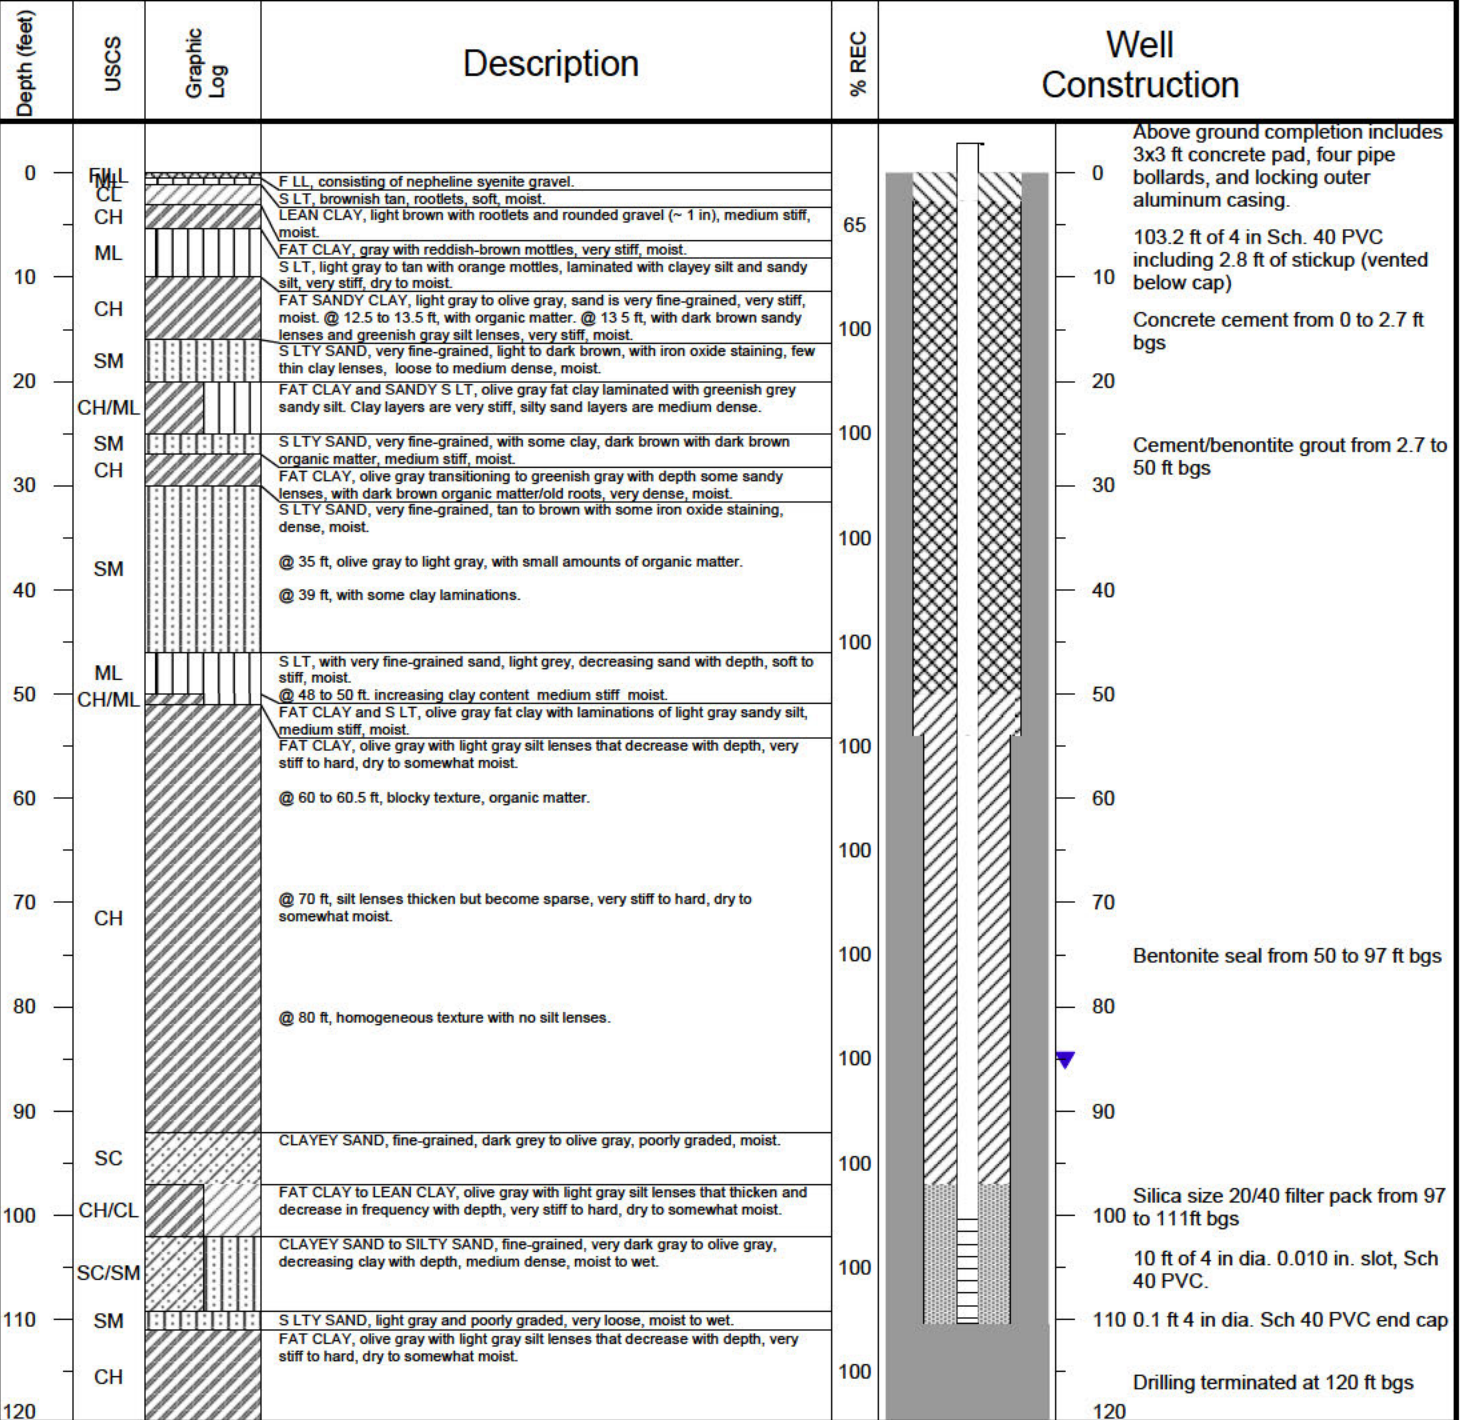 Depth (feet)
USCS
Graphic
Log
Description
% REC
Well
Construction
0
10
20
30
40
50
60
70
80
90
100
110
120
FILL
ML
CL
CH
ML
CH
SM
CH/ML
SM
CH
SM
ML
CH/ML
CH
SC
CH/CL
SC/SM
SM
CH
F LL, consisting of nepheline syenite gravel.
S LT, brownish tan, rootlets, soft, moist.
LEAN CLAY, light brown with rootlets and rounded gravel (~ 1 in), medium stiff,
moist.
FAT CLAY, gray with reddish-brown mottles, very stiff, moist.
S LT, light gray to tan with orange mottles, laminated with clayey silt and sandy
silt, very stiff, dry to moist.
FAT SANDY CLAY, light gray to olive gray, sand is very fine-grained, very stiff,
moist. @ 12.5 to 13.5 ft, with organic matter. @ 13 5 ft, with dark brown sandy
lenses and greenish gray silt lenses, very stiff, moist.
S LTY SAND, very fine-grained, light to dark brown, with iron oxide staining, few
thin clay lenses, loose to medium dense, moist.
FAT CLAY and SANDY S LT, olive gray fat clay laminated with greenish grey
sandy silt. Clay layers are very stiff, silty sand layers are medium dense.
S LTY SAND, very fine-grained, with some clay, dark brown with dark brown
organic matter, medium stiff, moist.
FAT CLAY, olive gray transitioning to greenish gray with depth some sandy
lenses, with dark brown organic matter/old roots, very dense, moist.
S LTY SAND, very fine-grained, tan to brown with some iron oxide staining,
dense, moist.
@ 35 ft, olive gray to light gray, with small amounts of organic matter.
@ 39 ft, with some clay laminations.
S LT, with very fine-grained sand, light grey, decreasing sand with depth, soft to
stiff, moist.
@ 48 to 50 ft. increasing clay content medium stiff moist.
FAT CLAY and S LT, olive gray fat clay with laminations of light gray sandy silt,
medium stiff, moist.
FAT CLAY, olive gray with light gray silt lenses that decrease with depth, very
stiff to hard, dry to somewhat moist.
@ 60 to 60.5 ft, blocky texture, organic matter.
@ 70 ft, silt lenses thicken but become sparse, very stiff to hard, dry to
somewhat moist.
@ 80 ft, homogeneous texture with no silt lenses.
CLAYEY SAND, fine-grained, dark grey to olive gray, poorly graded, moist.
FAT CLAY to LEAN CLAY, olive gray with light gray silt lenses that thicken and
decrease in frequency with depth, very stiff to hard, dry to somewhat moist.
CLAYEY SAND to SILTY SAND, fine-grained, very dark gray to olive gray,
decreasing clay with depth, medium dense, moist to wet.
S LTY SAND, light gray and poorly graded, very loose, moist to wet.
FAT CLAY, olive gray with light gray silt lenses that decrease with depth, very
stiff to hard, dry to somewhat moist.
65
100
100
100
100
100
100
100
100
100
100
100
0
10
20
30
40
50
60
70
80
90
100
110
120
Above ground completion includes
3x3 ft concrete pad, four pipe
bollards, and locking outer
aluminum casing.
103.2 ft of 4 in Sch. 40 PVC
including 2.8 ft of stickup (vented
below cap)
Concrete cement from 0 to 2.7 ft
bgs
Cement/benontite grout from 2.7 to
50 ft bgs
Bentonite seal from 50 to 97 ft bgs
Silica size 20/40 filter pack from 97
to 111ft bgs
10 ft of 4 in dia. 0.010 in. slot, Sch
40 PVC.
0.1 ft 4 in dia. Sch 40 PVC end cap
Drilling terminated at 120 ft bgs